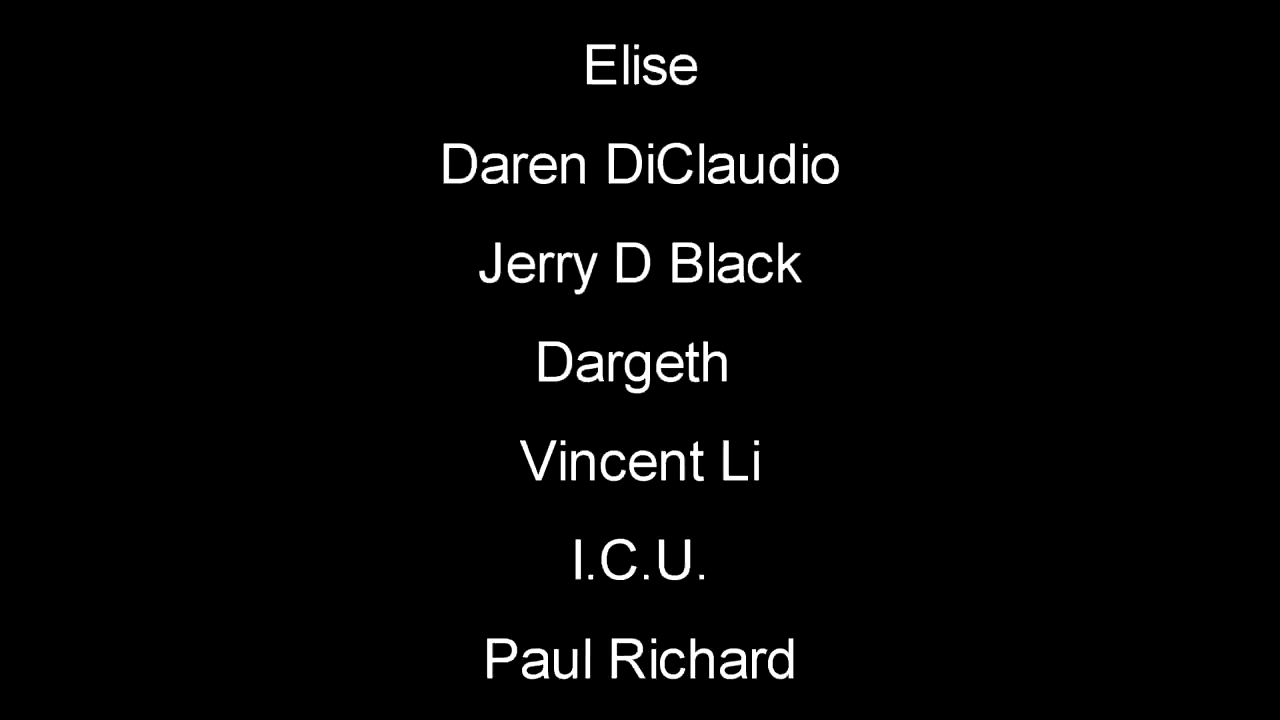 Elise
Daren DiClaudio
Jerry D Black
Dargeth
Vincent Li
I.C.U.
Paul Richard